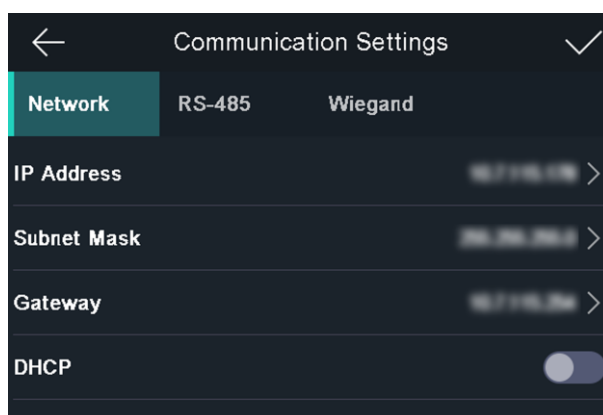 Communication Settings
Network RS-485 Wiegand
IP Address
Subnet Mask
Gateway
DHCP